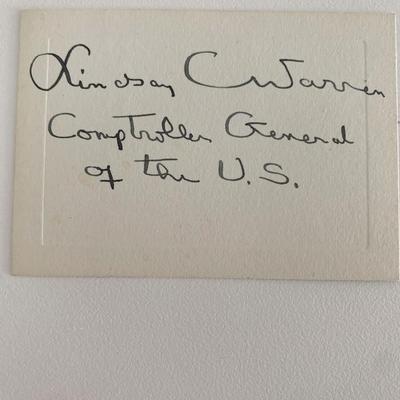 Lindsay C Warren
Comptroller General
of the U.S.